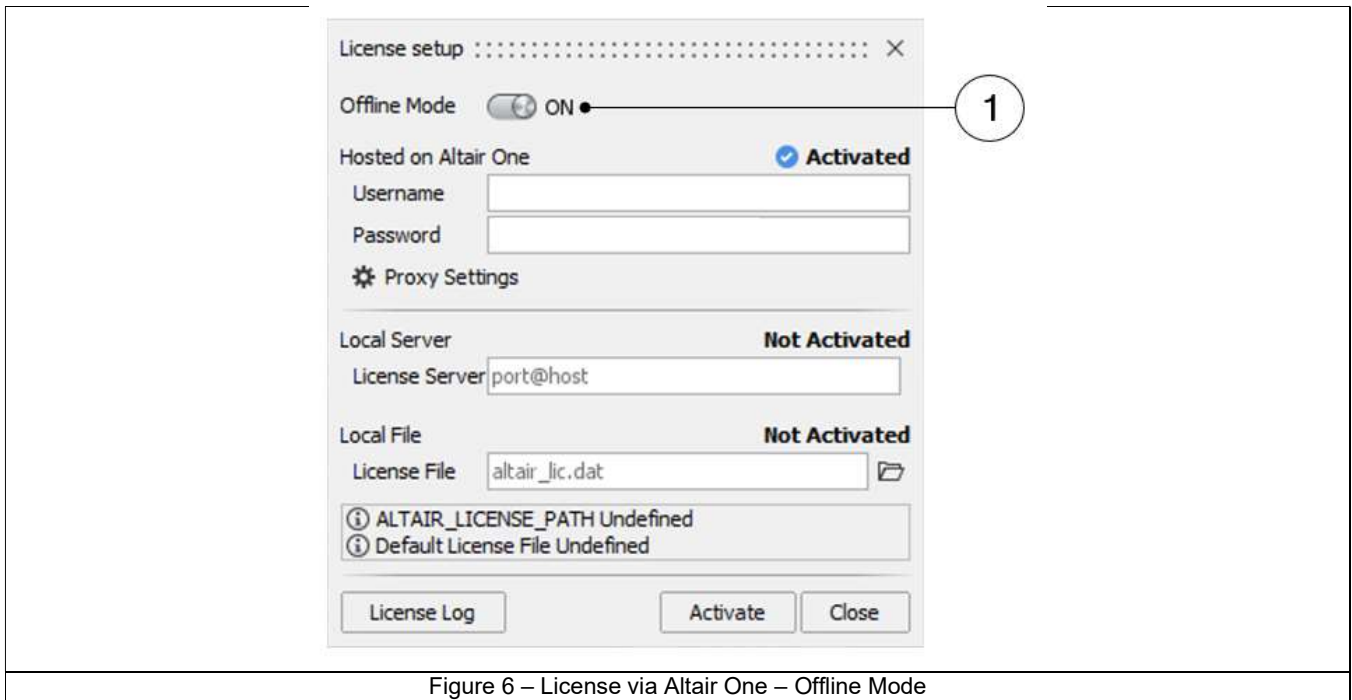 License setup
Offline Mode ON
1
Hosted on Altair One Activated
Username
Password
Proxy Settings
Local Server Not Activated
License Server port@host
Local File Not Activated
License File altair_lic.dat
ALTAIR_LICENSE_PATH Undefined
Default License File Undefined
License Log Activate Close
Figure 6 – License via Altair One – Offline Mode